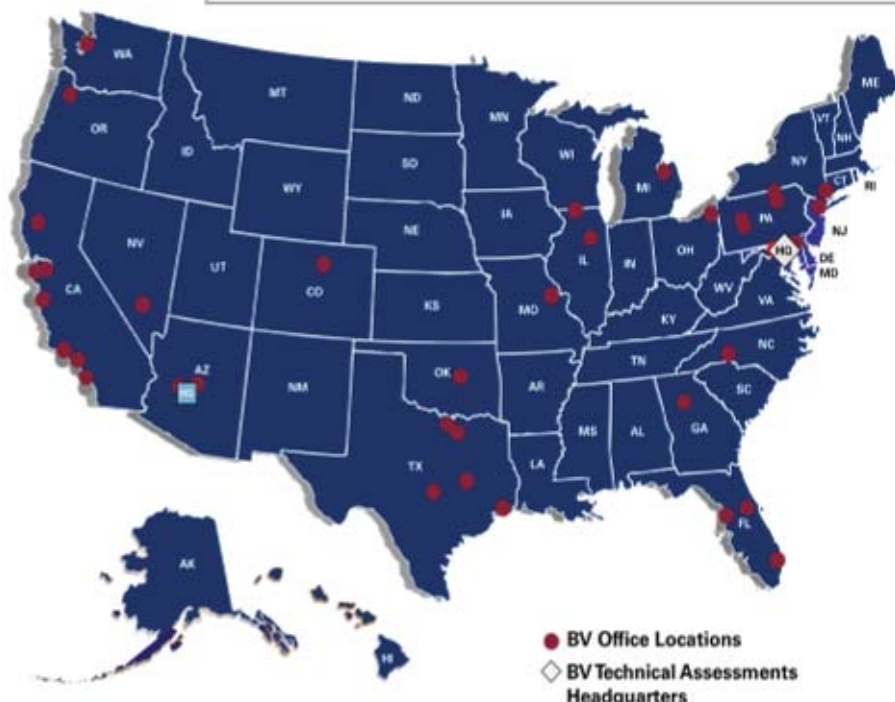 WA
MT
ND
MN
ME
VT
NH
OR
ID
SD
WI
MI
NY
CT
RI
WY
IA
PA
NV
NE
NJ
UT
IL
IN
OH
HQ
DE
MD
CA
CO
KS
MO
WV
VA
KY
NC
TN
AZ
NM
OK
AR
SC
HQ
MS
AL
GA
TX
LA
FL
AK
HI
BV Office Locations
BV Technical Assessments
Headquarters